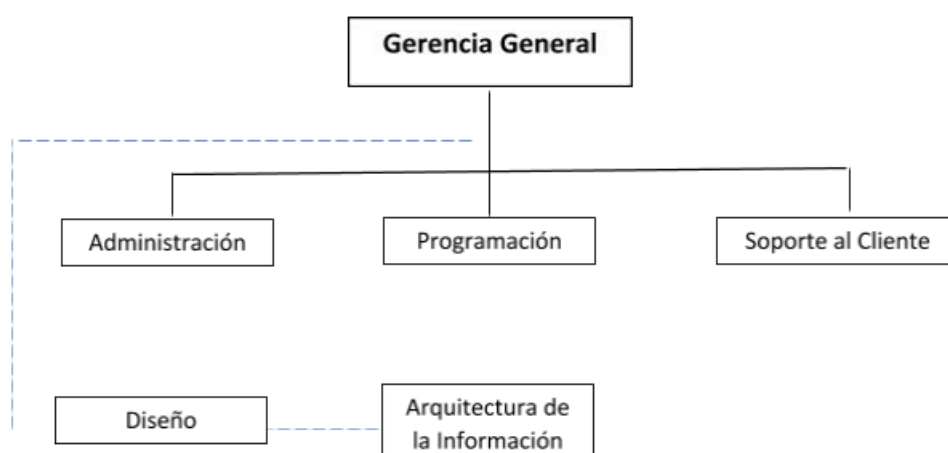 Gerencia General
Administración
Programación
Soporte al Cliente
Diseño
Arquitectura de
la Información